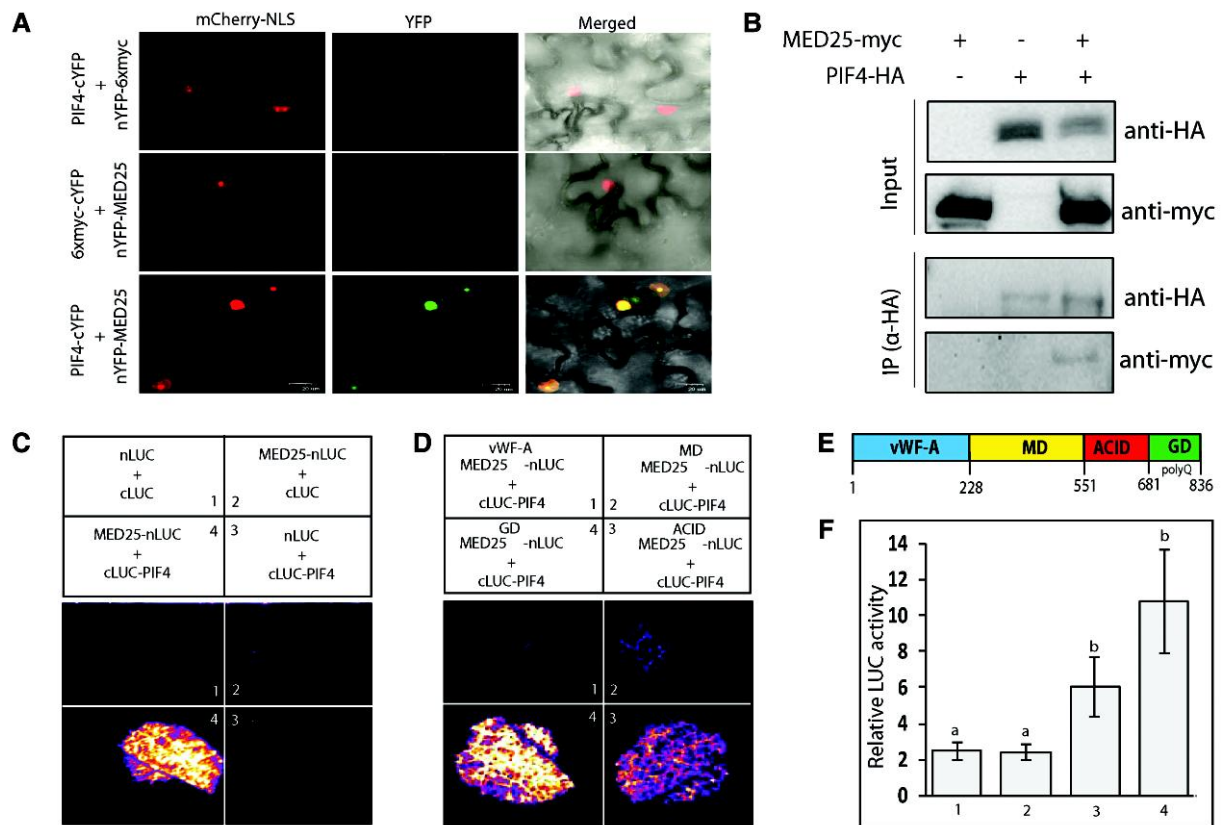 A
mCherry-NLS
YFP
Merged
PIF4-cYFP
+
nYFP-6xmyc
6xmyc-cYFP
+
nYFP-MED25
PIF4-cYFP
+
nYFP-MED25
B
MED25-myc + - +
PIF4-HA - + +
Input
anti-HA
anti-myc
IP (α-HA)
anti-HA
anti-myc
C
nLUC
+
cLUC
1
MED25-nLUC
+
cLUC
2
MED25-nLUC
+
cLUC-PIF4
4
nLUC
+
cLUC-PIF4
3
1
2
4
3
D
vWF-A
MED25 -nLUC
+
cLUC-PIF4
1
MD
MED25 -nLUC
+
cLUC-PIF4
2
GD
MED25 -nLUC
+
cLUC-PIF4
4
ACID
MED25 -nLUC
+
cLUC-PIF4
3
1
2
4
3
E
vWF-A MD ACID GD
polyQ
1 228 551 681 836
F
Relative LUC activity
14
12
10
8
6
4
2
0
a
a
b
b
1 2 3 4